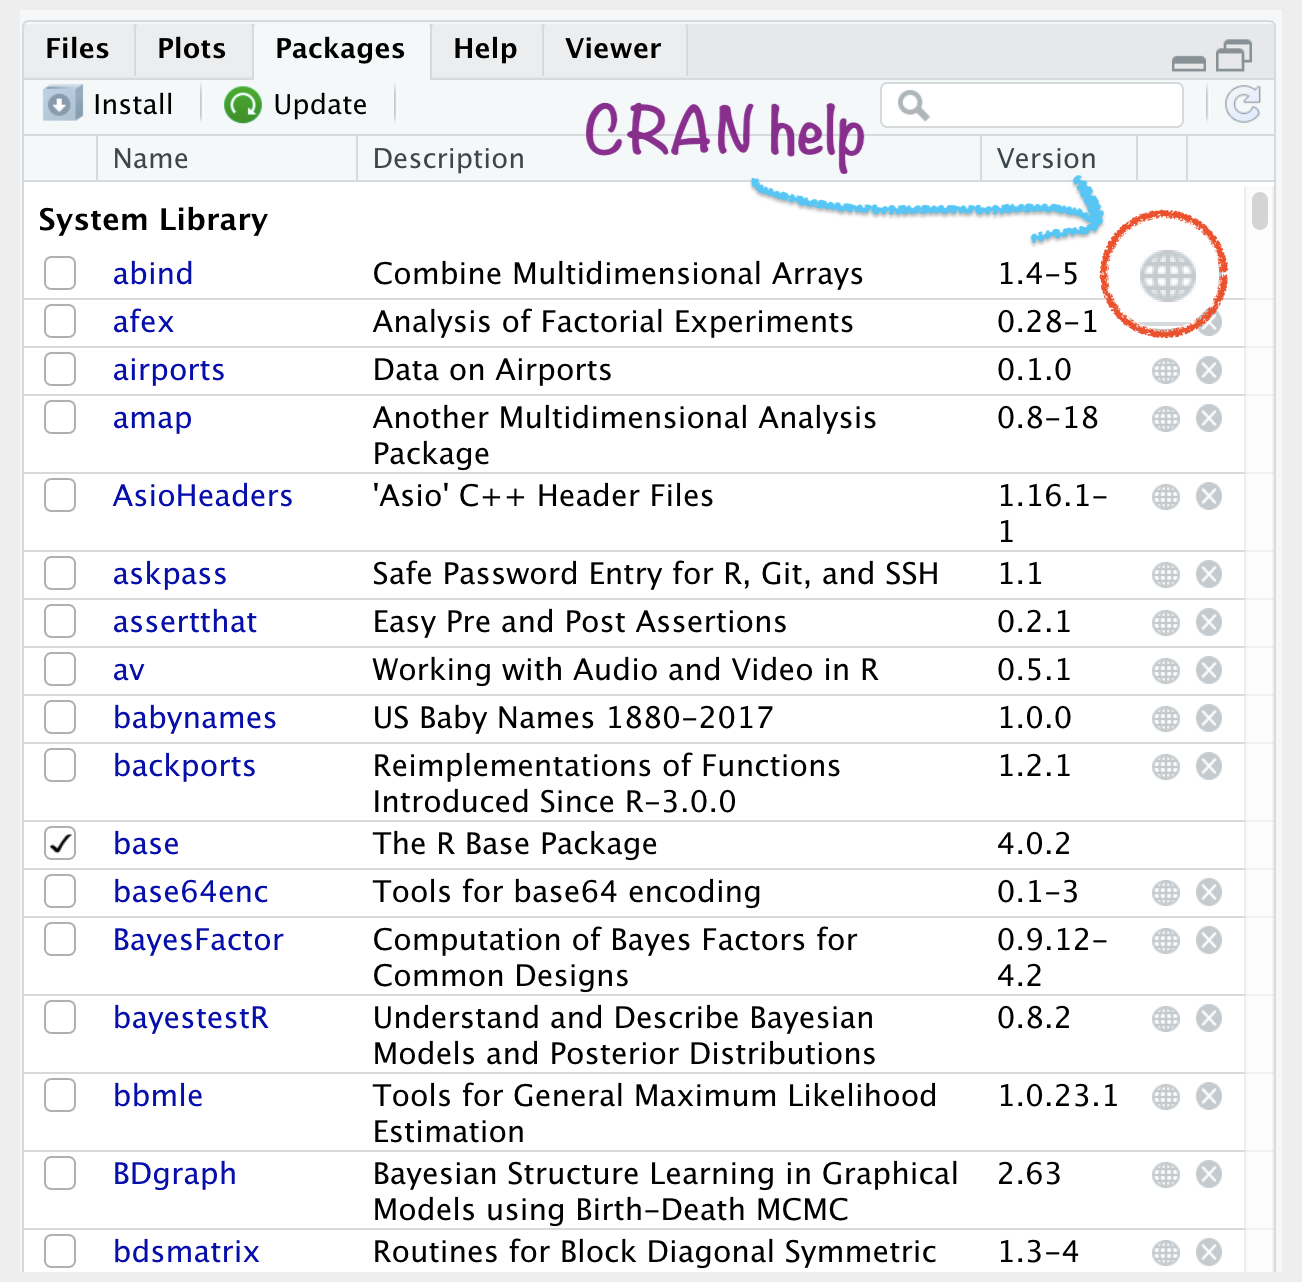 Files Plots Packages Help Viewer
Install Update
CRAN help
Name Description Version
System Library
abind Combine Multidimensional Arrays 1.4-5
afex Analysis of Factorial Experiments 0.28-1
airports Data on Airports 0.1.0
amap Another Multidimensional Analysis 0.8-18
Package
AsioHeaders 'Asio' C++ Header Files 1.16.1-
1
askpass Safe Password Entry for R, Git, and SSH 1.1
assertthat Easy Pre and Post Assertions 0.2.1
av Working with Audio and Video in R 0.5.1
babynames US Baby Names 1880-2017 1.0.0
backports Reimplementations of Functions 1.2.1
Introduced Since R-3.0.0
base The R Base Package 4.0.2
base64enc Tools for base64 encoding 0.1-3
BayesFactor Computation of Bayes Factors for 0.9.12-
Common Designs 4.2
bayestestR Understand and Describe Bayesian 0.8.2
Models and Posterior Distributions
bbmle Tools for General Maximum Likelihood 1.0.23.1
Estimation
BDgraph Bayesian Structure Learning in Graphical 2.63
Models using Birth-Death MCMC
bdsmatrix Routines for Block Diagonal Symmetric 1.3-4